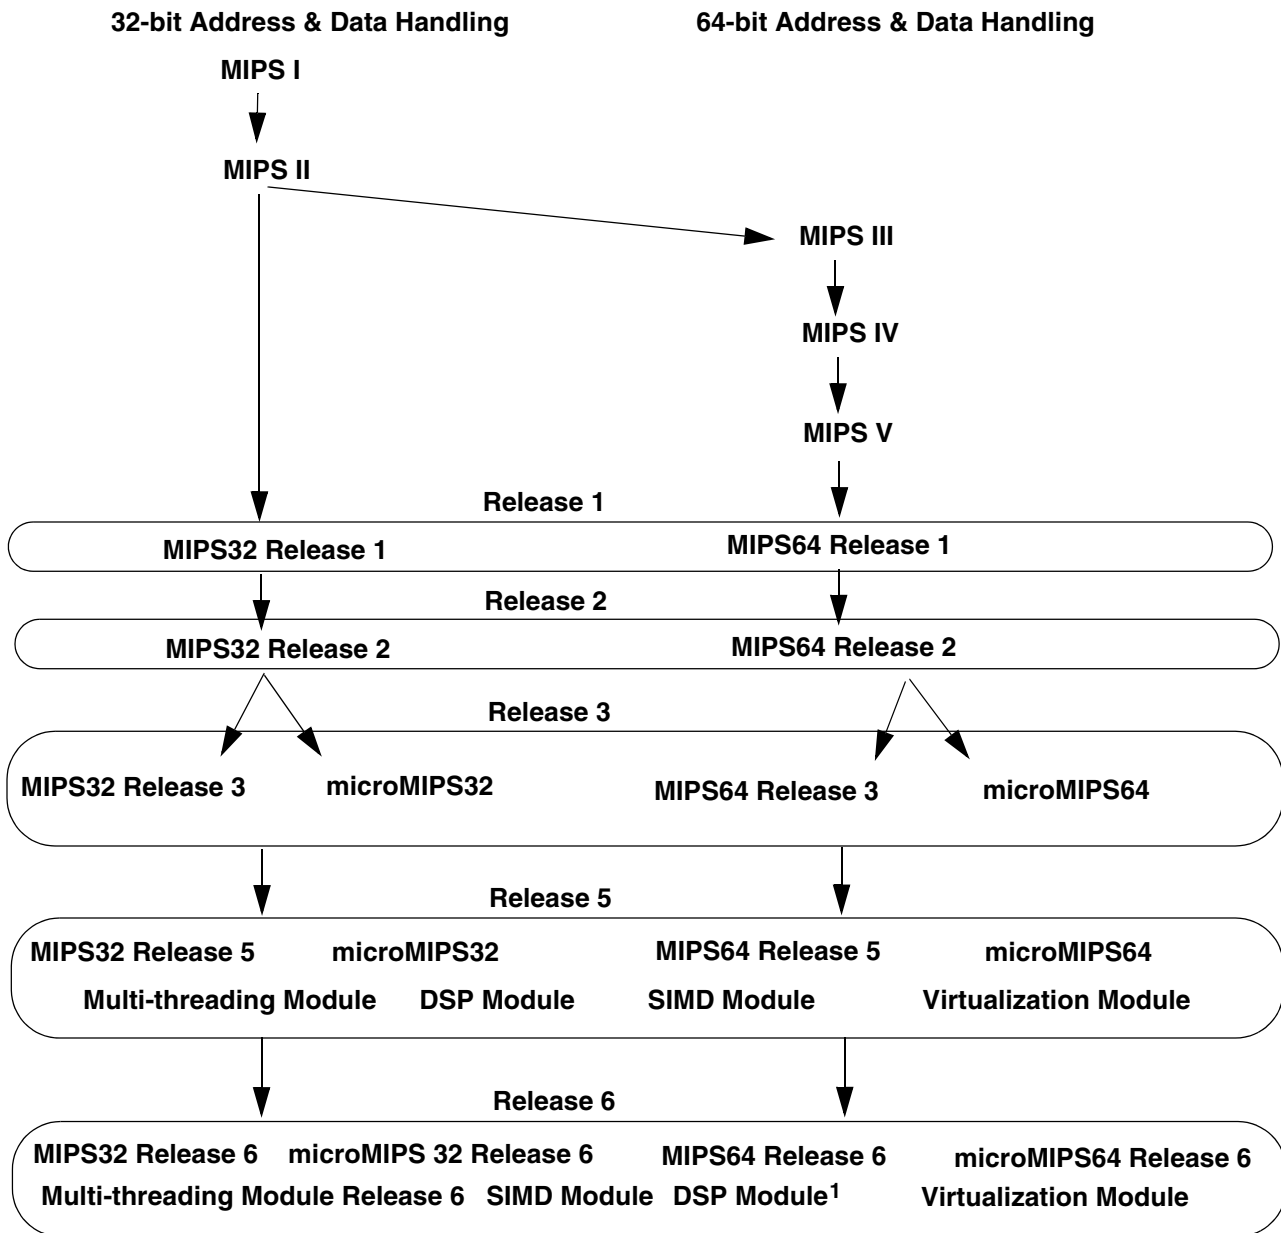 32-bit Address & Data Handling
64-bit Address & Data Handling
MIPS I
MIPS II
MIPS III
MIPS IV
MIPS V
Release 1
MIPS32 Release 1
MIPS64 Release 1
Release 2
MIPS32 Release 2
MIPS64 Release 2
Release 3
MIPS32 Release 3
microMIPS32
MIPS64 Release 3
microMIPS64
Release 5
MIPS32 Release 5
microMIPS32
MIPS64 Release 5
microMIPS64
Multi-threading Module
DSP Module
SIMD Module
Virtualization Module
Release 6
MIPS32 Release 6
microMIPS 32 Release 6
MIPS64 Release 6
microMIPS64 Release 6
Multi-threading Module Release 6
SIMD Module
DSP Module¹
Virtualization Module